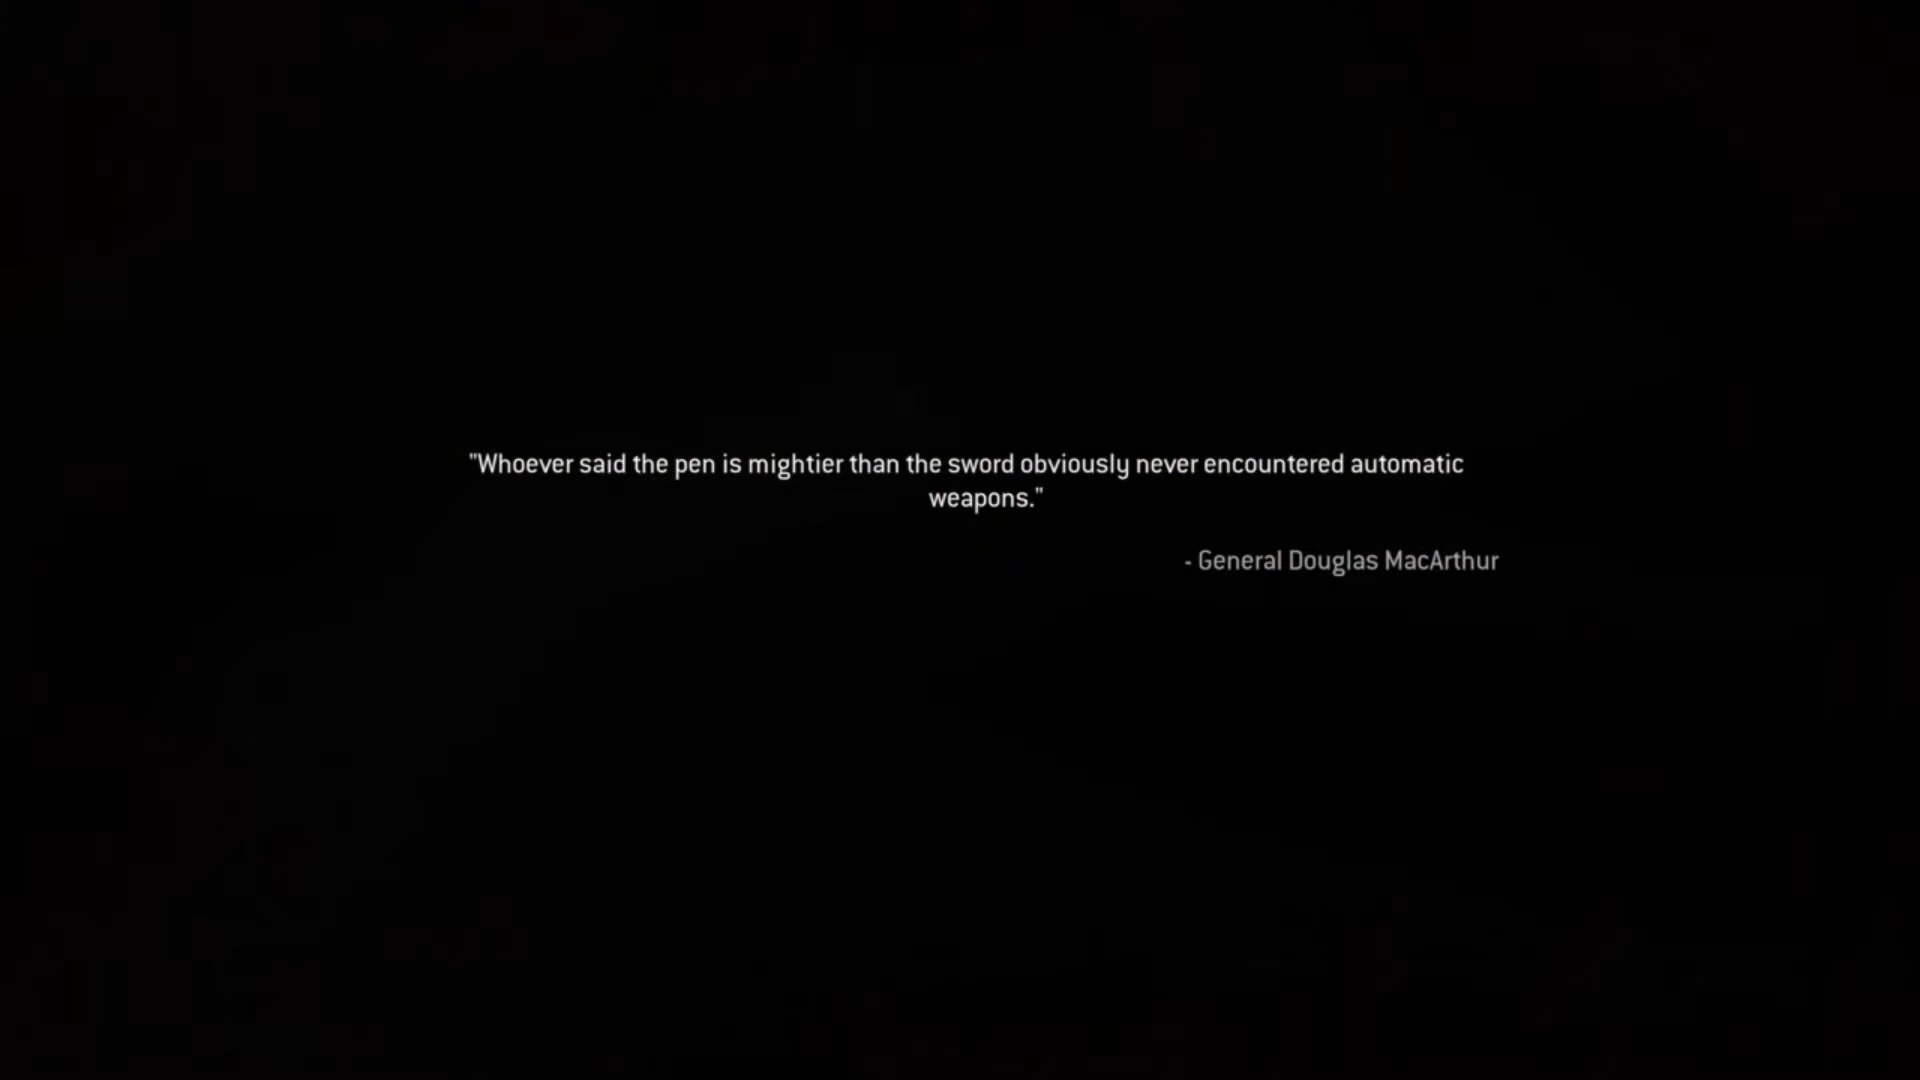 "Whoever said the pen is mightier than the sword obviously never encountered automatic
weapons."
- General Douglas MacArthur